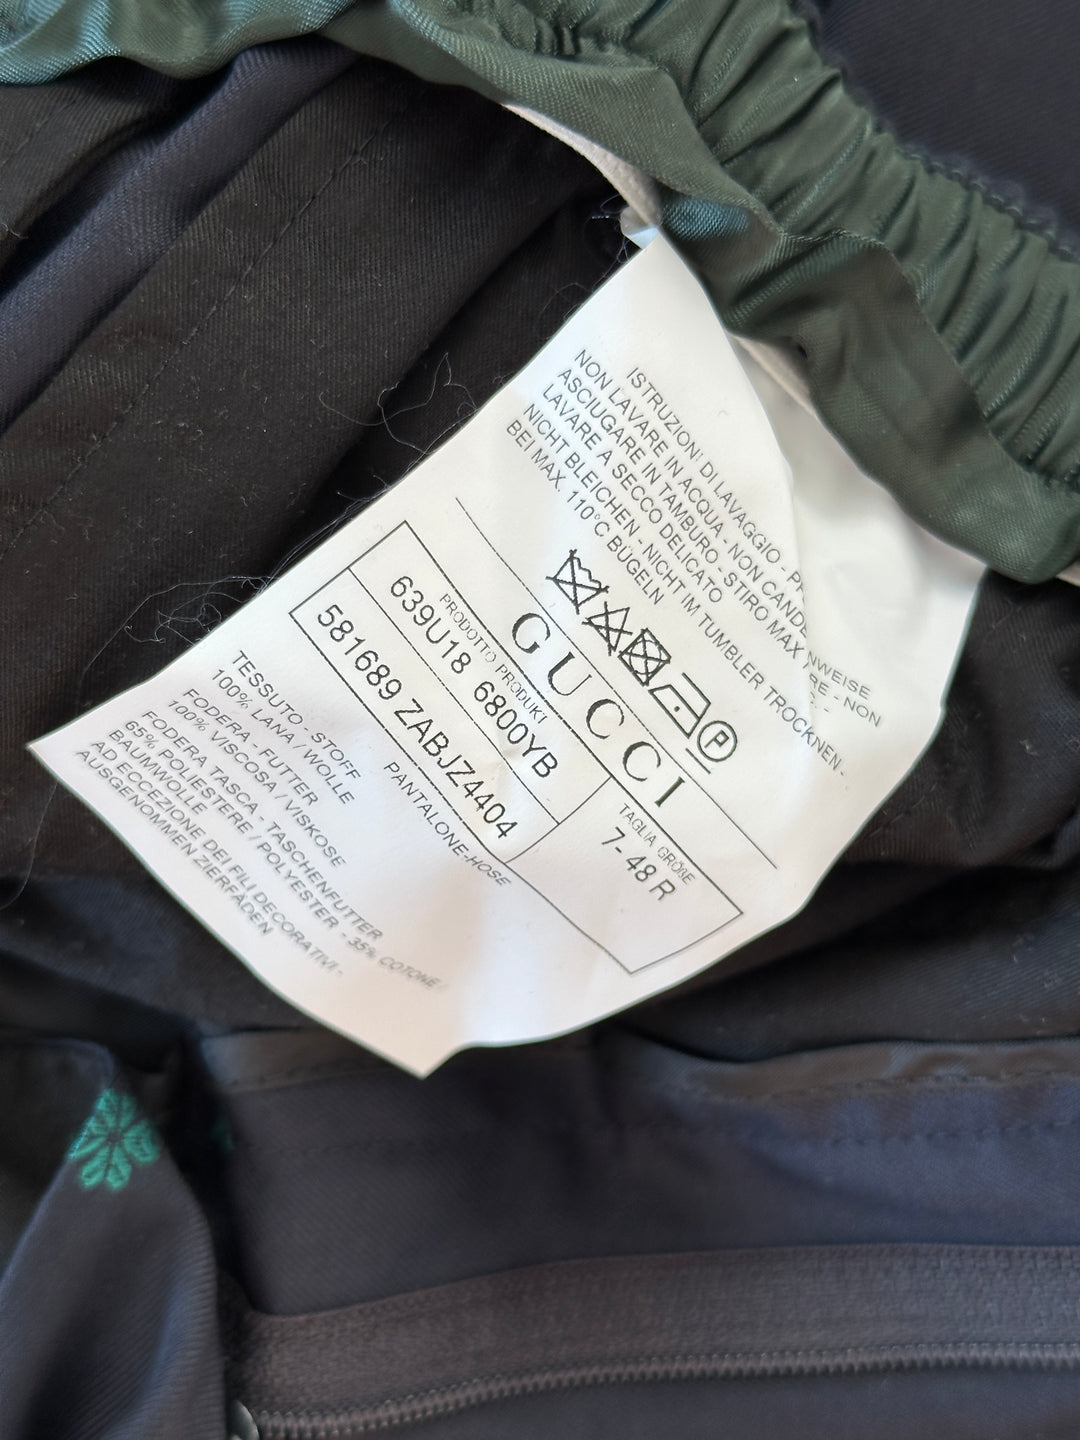 ISTRUZIONI DI LAVAGGIO -
NON LAVARE IN ACQUA - NON CANDE
ASCIUGARE IN TAMBURO - STIRO MAX
LAVARE A SECCO DELICATO
NWEISE
RE - NON
NICHT BLEICHEN - NICHT IM TUMBLER TROCKNEN -
BEI MAX. 110°C BÜGELN
P
GUCCI
PRODOTTO PRODUKT
639U18 6800YB
TAGLIA GRÖßE
7- 48 R
581689 ZABJZ4404
PANTALONE-HOSE
TESSUTO - STOFF
100% LANA / WOLLE
FODERA - FUTTER
100% VISCOSA / VISKOSE
FODERA TASCA - TASCHENFUTTER
65% POLIESTERE / POLYESTER - 35% COTONE /
BAUMWOLLE
AD ECCEZIONE DEI FILI DECORATIVI -
AUSGENOMMEN ZIERFÄDEN